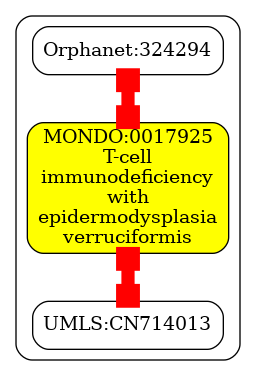 Orphanet:324294
MONDO:0017925
T-cell
immunodeficiency
with
epidermodysplasia
verruciformis
UMLS:CN714013